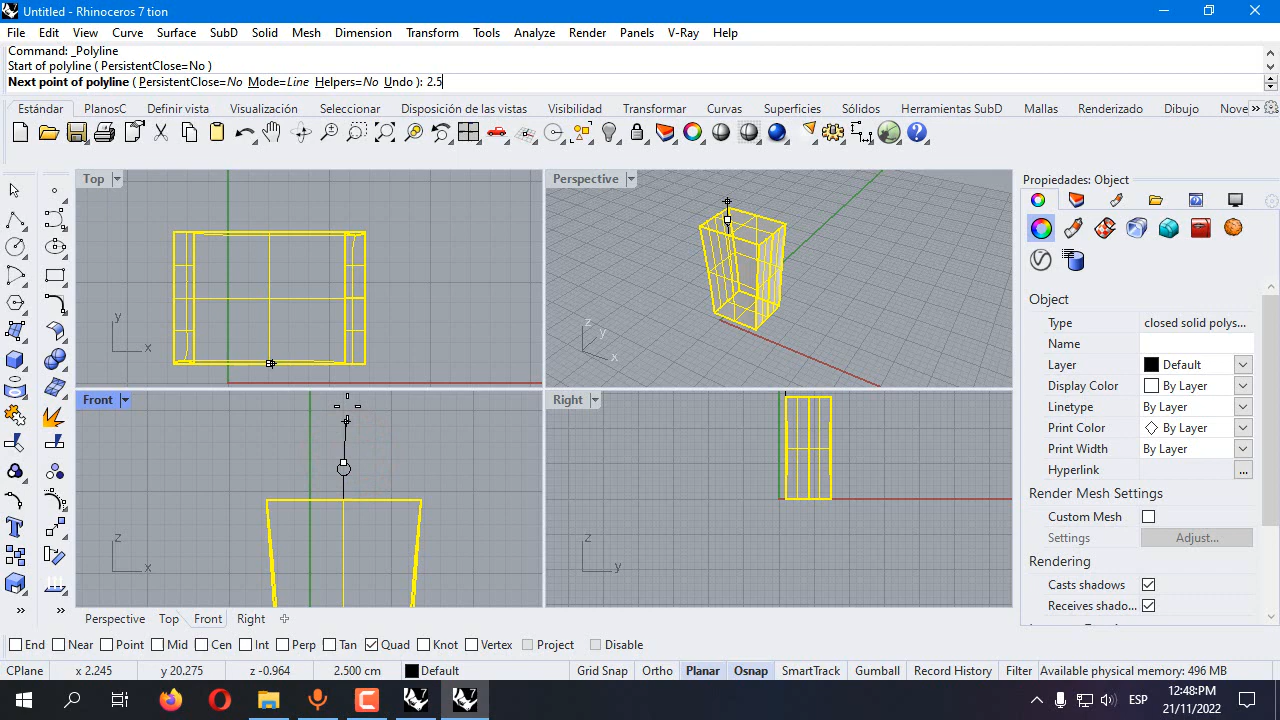 Untitled - Rhinoceros 7 tion
File Edit View Curve Surface SubD Solid Mesh Dimension Transform Tools Analyze Render Panels V-Ray Help
Command: _Polyline
Start of polyline ( PersistentClose=No )
Next point of polyline ( PersistentClose=No Mode=Line Helpers=No Undo ): 2.5
Estándar PlanosC Definir vista Visualización Seleccionar Disposición de las vistas Visibilidad Transformar Curvas Superficies Sólidos Herramientas SubD Mallas Renderizado Dibujo Nove »
Top
Perspective
y
x
z
y
x
Front
Right
z
x
z
y
Perspective Top Front Right
Propiedades: Object
Object
Type closed solid polys...
Name
Layer Default
Display Color By Layer
Linetype By Layer
Print Color By Layer
Print Width By Layer
Hyperlink ...
Render Mesh Settings
Custom Mesh
Settings Adjust...
Rendering
Casts shadows
Receives shado...
» »
End Near Point Mid Cen Int Perp Tan Quad Knot Vertex Project Disable
CPlane x 2.245 y 20.275 z -0.964 2.500 cm Default Grid Snap Ortho Planar Osnap SmartTrack Gumball Record History Filter Available physical memory: 496 MB
ESP
12:48:PM
21/11/2022